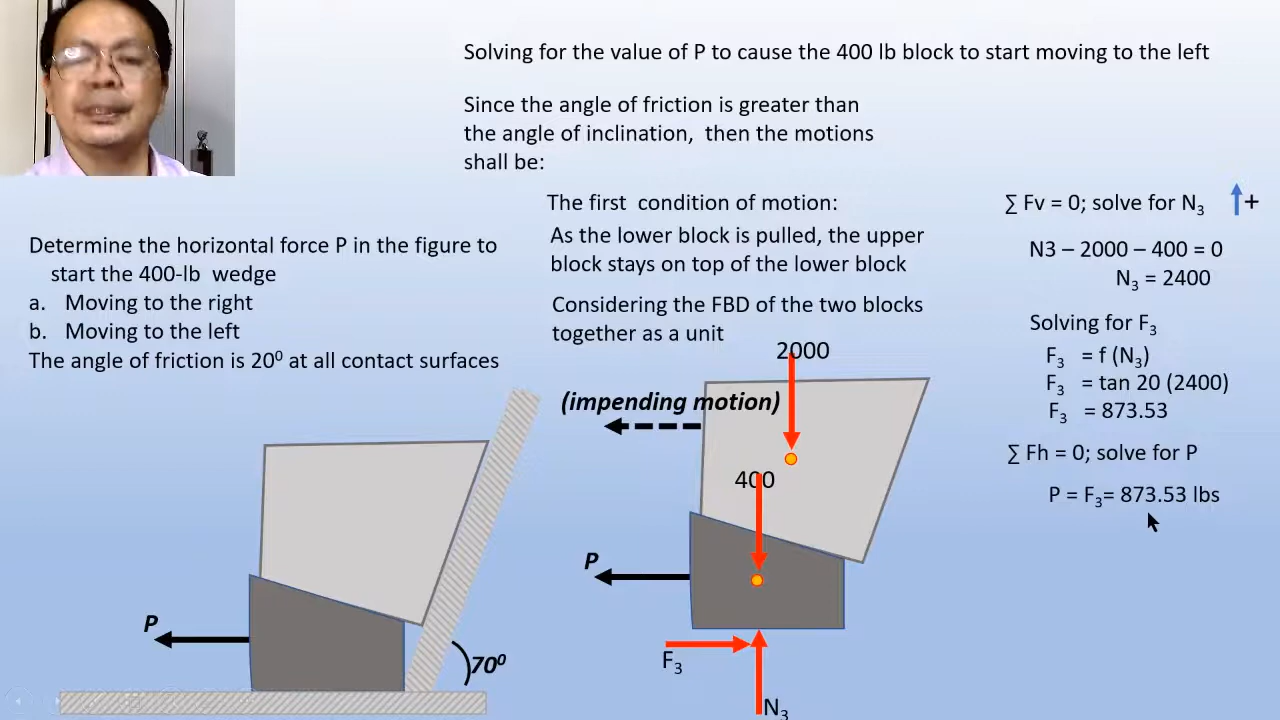 Solving for the value of P to cause the 400 lb block to start moving to the left
Since the angle of friction is greater than
the angle of inclination, then the motions
shall be:
Determine the horizontal force P in the figure to
start the 400-lb wedge
a. Moving to the right
b. Moving to the left
The angle of friction is 20⁰ at all contact surfaces
P
70⁰
The first condition of motion:
As the lower block is pulled, the upper
block stays on top of the lower block
Considering the FBD of the two blocks
together as a unit
2000
(impending motion)
400
P
F₃
N₃
∑ Fv = 0; solve for N₃ +
N3 – 2000 – 400 = 0
N₃ = 2400
Solving for F₃
F₃ = f (N₃)
F₃ = tan 20 (2400)
F₃ = 873.53
∑ Fh = 0; solve for P
P = F₃= 873.53 lbs